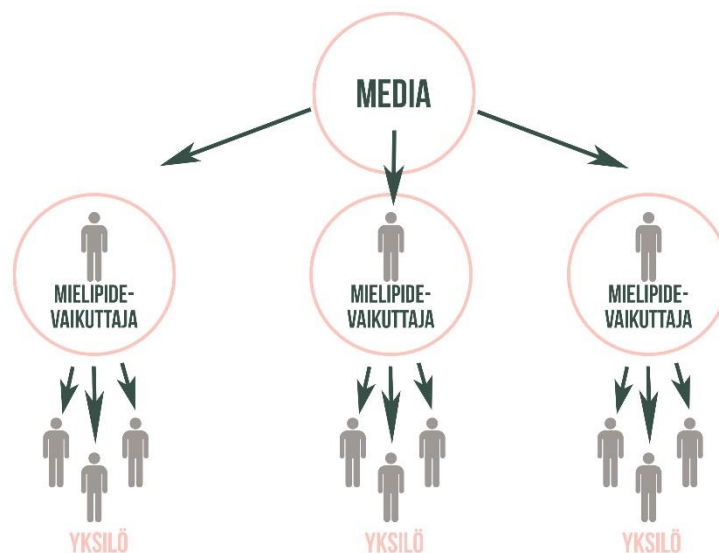 MEDIA
MIELIPIDE-
VAIKUTTAJA
MIELIPIDE-
VAIKUTTAJA
MIELIPIDE-
VAIKUTTAJA
YKSILÖ
YKSILÖ
YKSILÖ